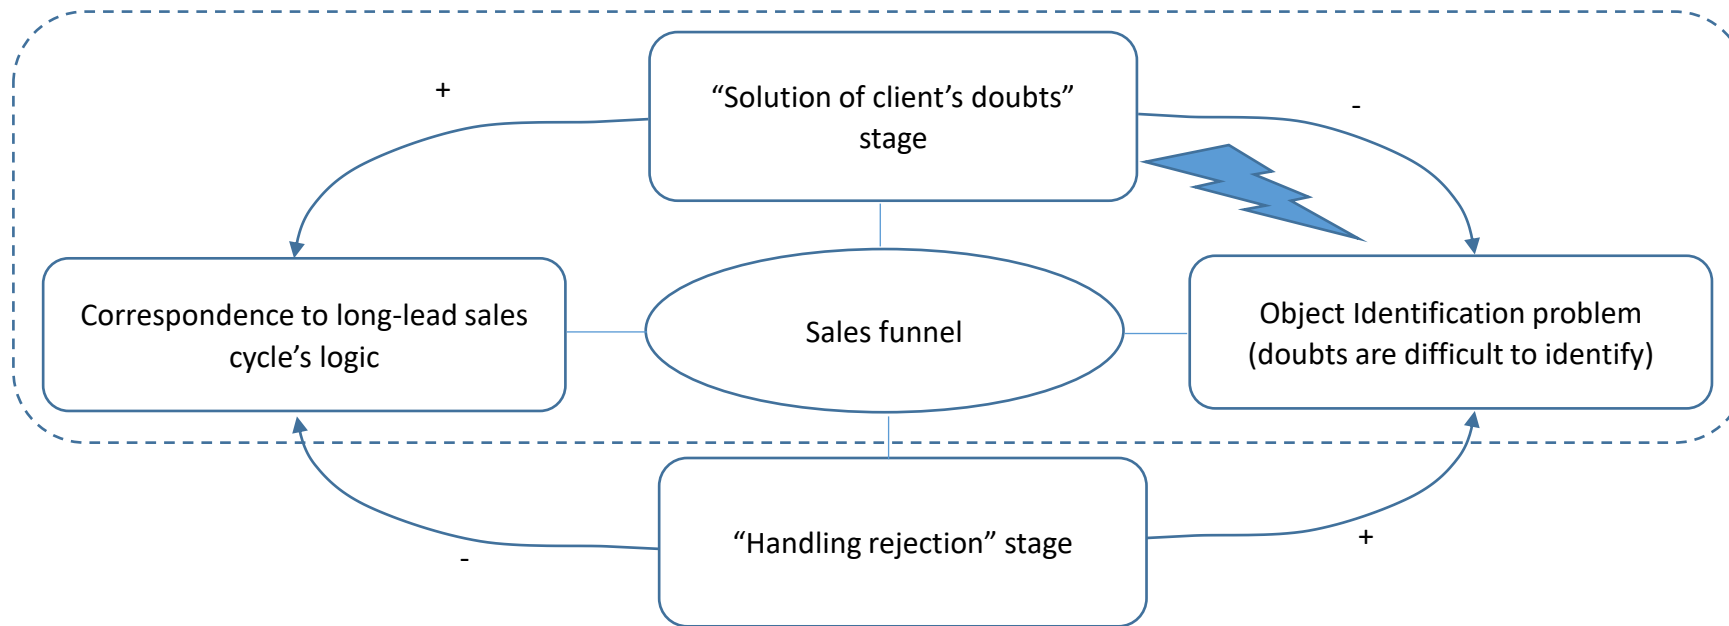 +
“Solution of client’s doubts”
stage
-
Correspondence to long-lead sales
cycle’s logic
Sales funnel
Object Identification problem
(doubts are difficult to identify)
-
“Handling rejection” stage
+